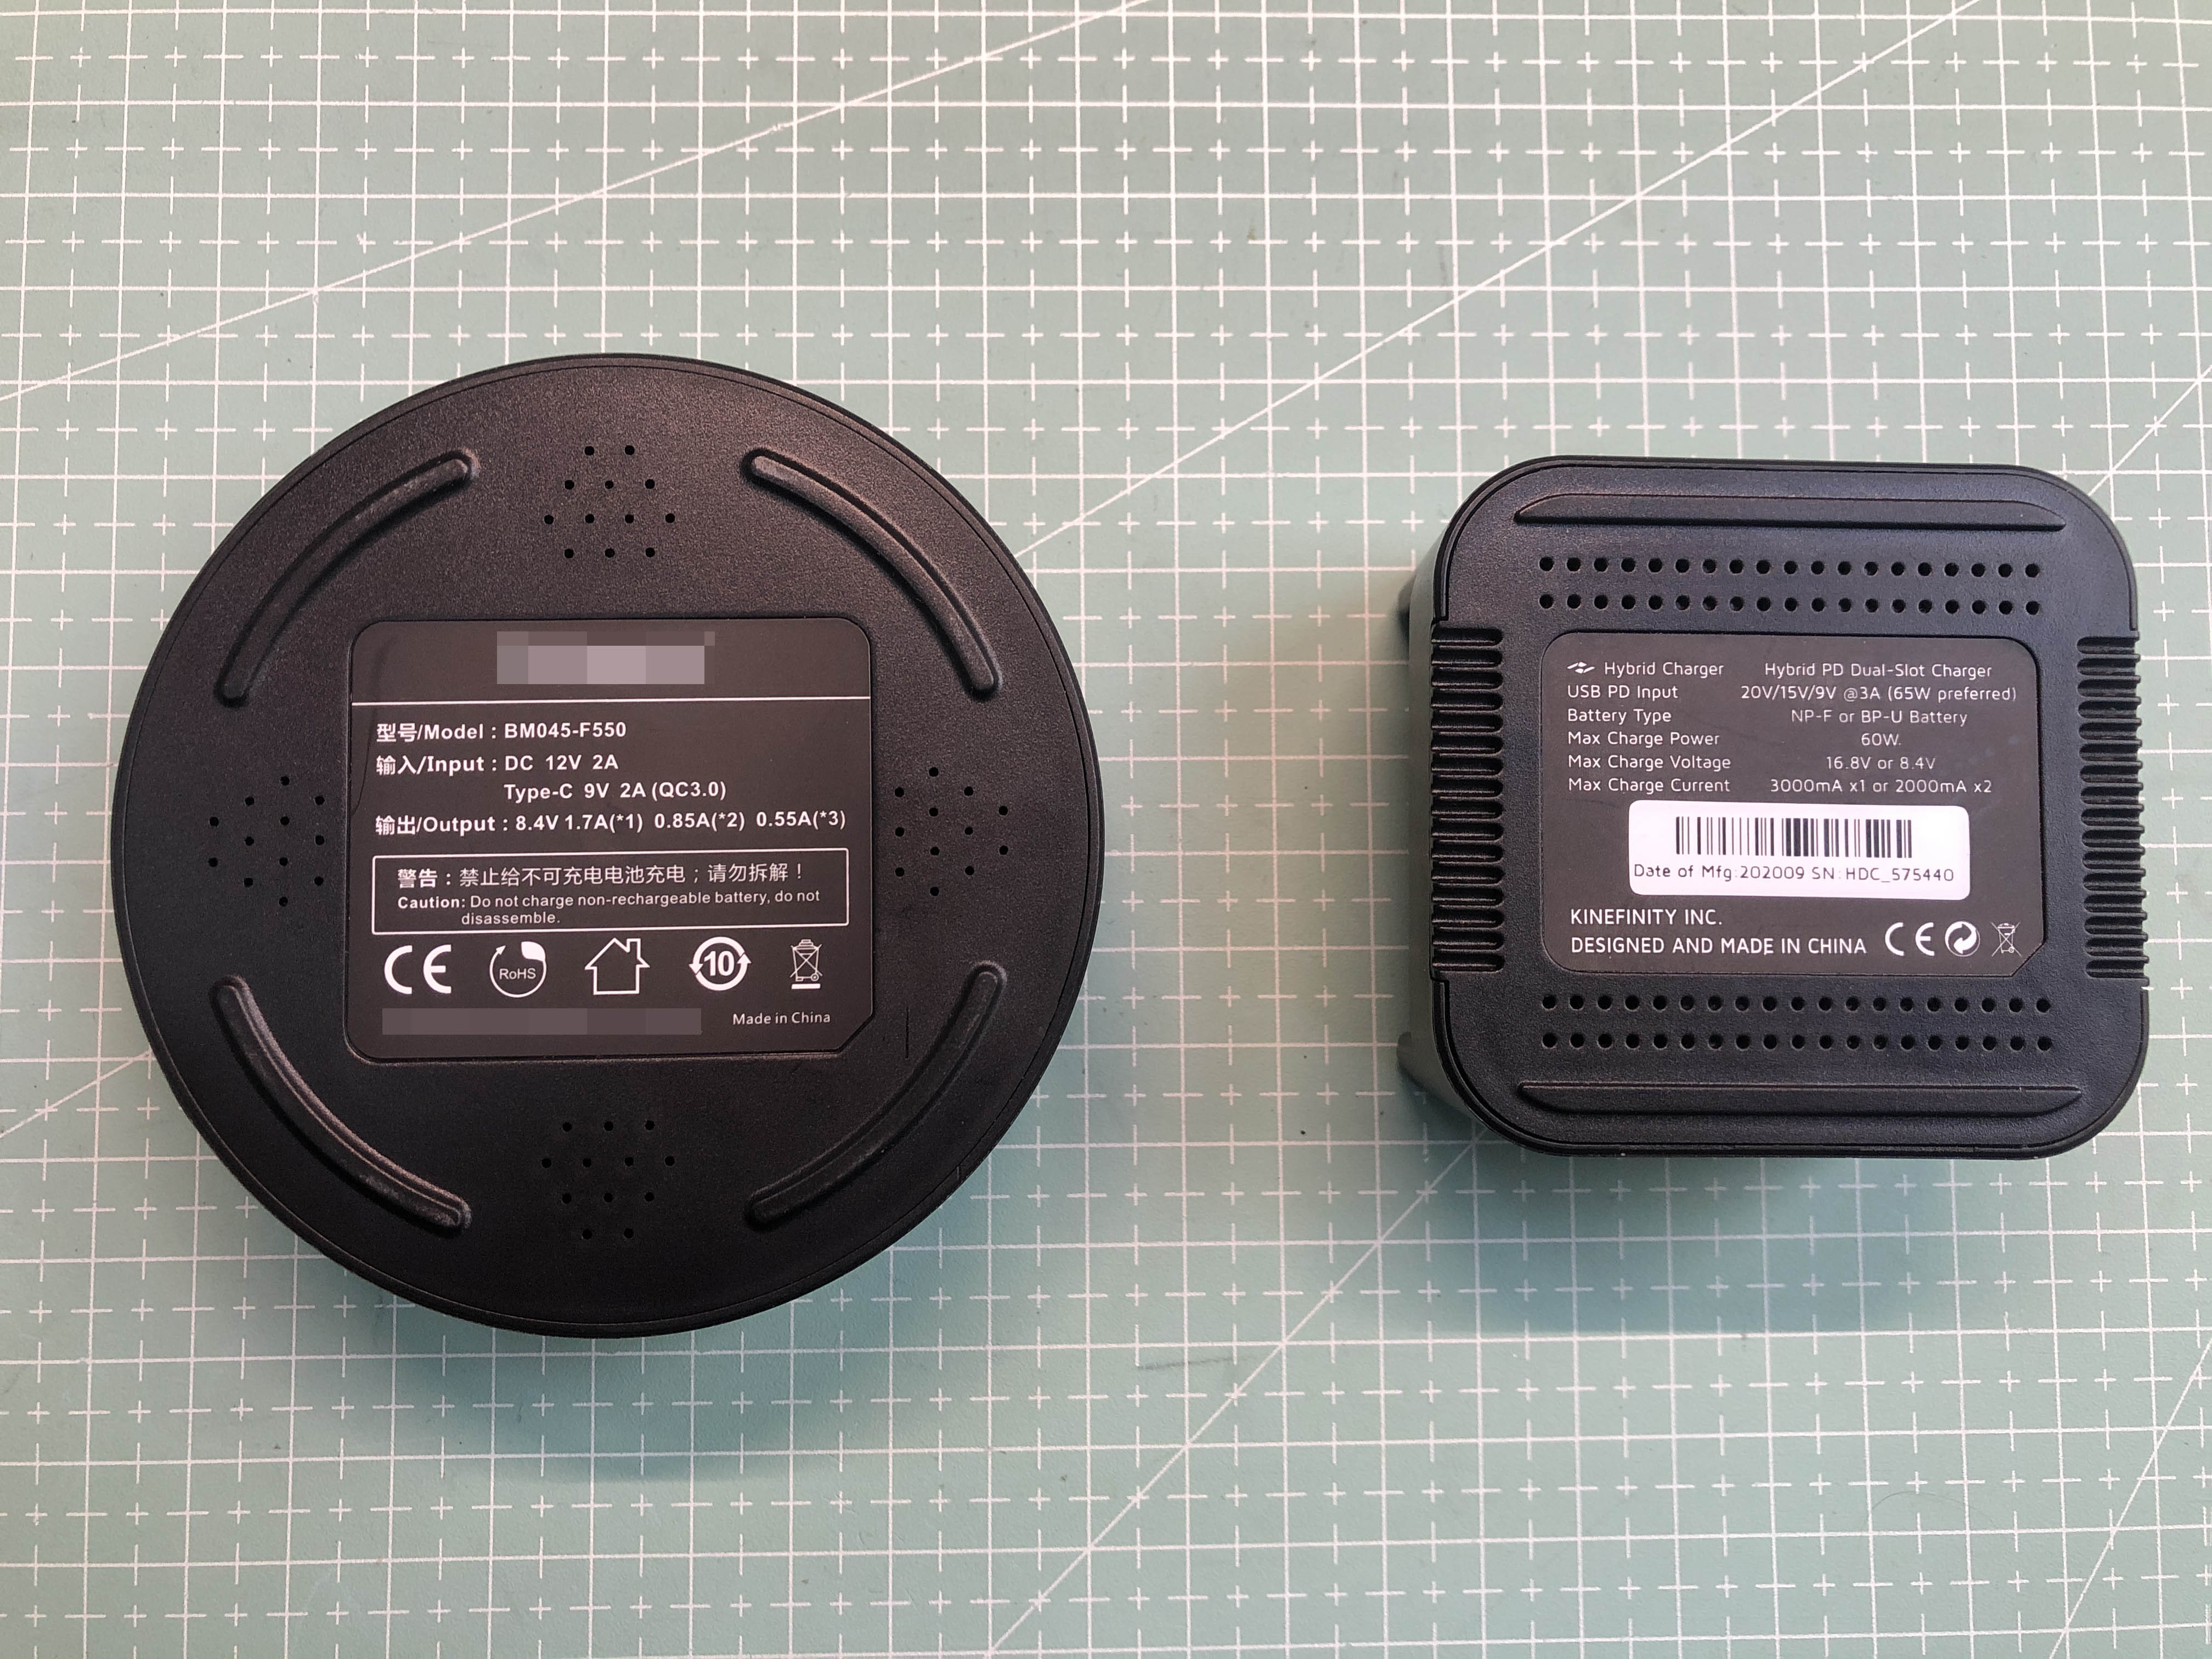 型号/Model : BM045-F550
输入/Input : DC 12V 2A
Type-C 9V 2A (QC3.0)
输出/Output : 8.4V 1.7A(*1) 0.85A(*2) 0.55A(*3)
警告 : 禁止给不可充电电池充电 ; 请勿拆解 !
Caution: Do not charge non-rechargeable battery, do not
disassemble.
CE RoHS 10
Made in China
Hybrid Charger Hybrid PD Dual-Slot Charger
USB PD Input 20V/15V/9V @3A (65W preferred)
Battery Type NP-F or BP-U Battery
Max Charge Power 60W.
Max Charge Voltage 16.8V or 8.4V
Max Charge Current 3000mA x1 or 2000mA x2
Date of Mfg:202009 SN:HDC_575440
KINEFINITY INC.
DESIGNED AND MADE IN CHINA CE